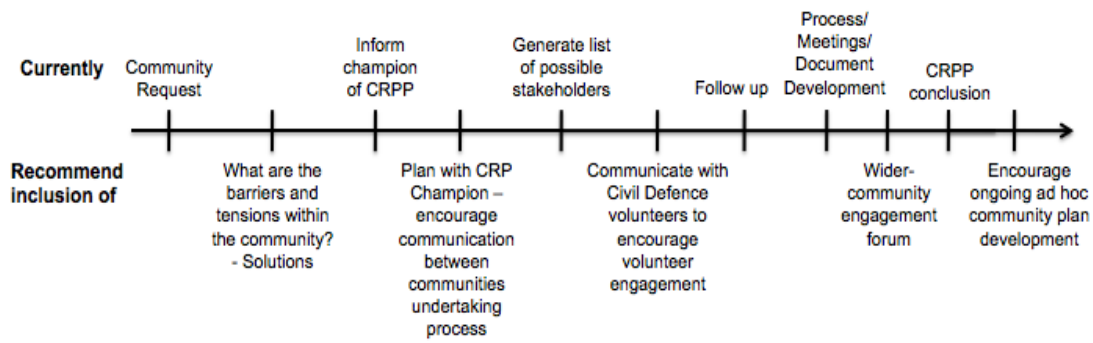 Currently
Community
Request
Inform
champion
of CRPP
Generate list
of possible
stakeholders
Follow up
Process/
Meetings/
Document
Development
CRPP
conclusion
Recommend
inclusion of
What are the
barriers and
tensions within
the community?
- Solutions
Plan with CRP
Champion –
encourage
communication
between
communities
undertaking
process
Communicate with
Civil Defence
volunteers to
encourage
volunteer
engagement
Wider-
community
engagement
forum
Encourage
ongoing ad hoc
community plan
development